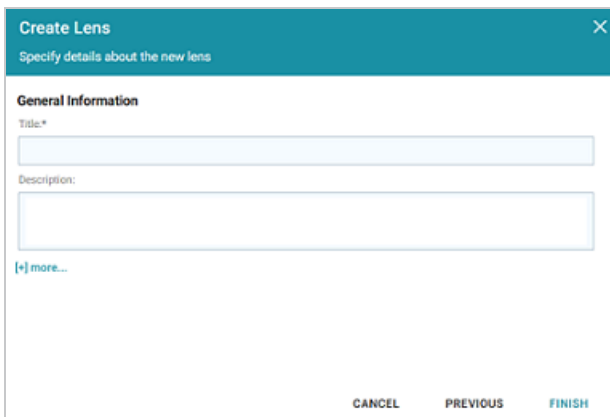 Create Lens
Specify details about the new lens
General Information
Title:*
Description:
[+] more...
CANCEL PREVIOUS FINISH